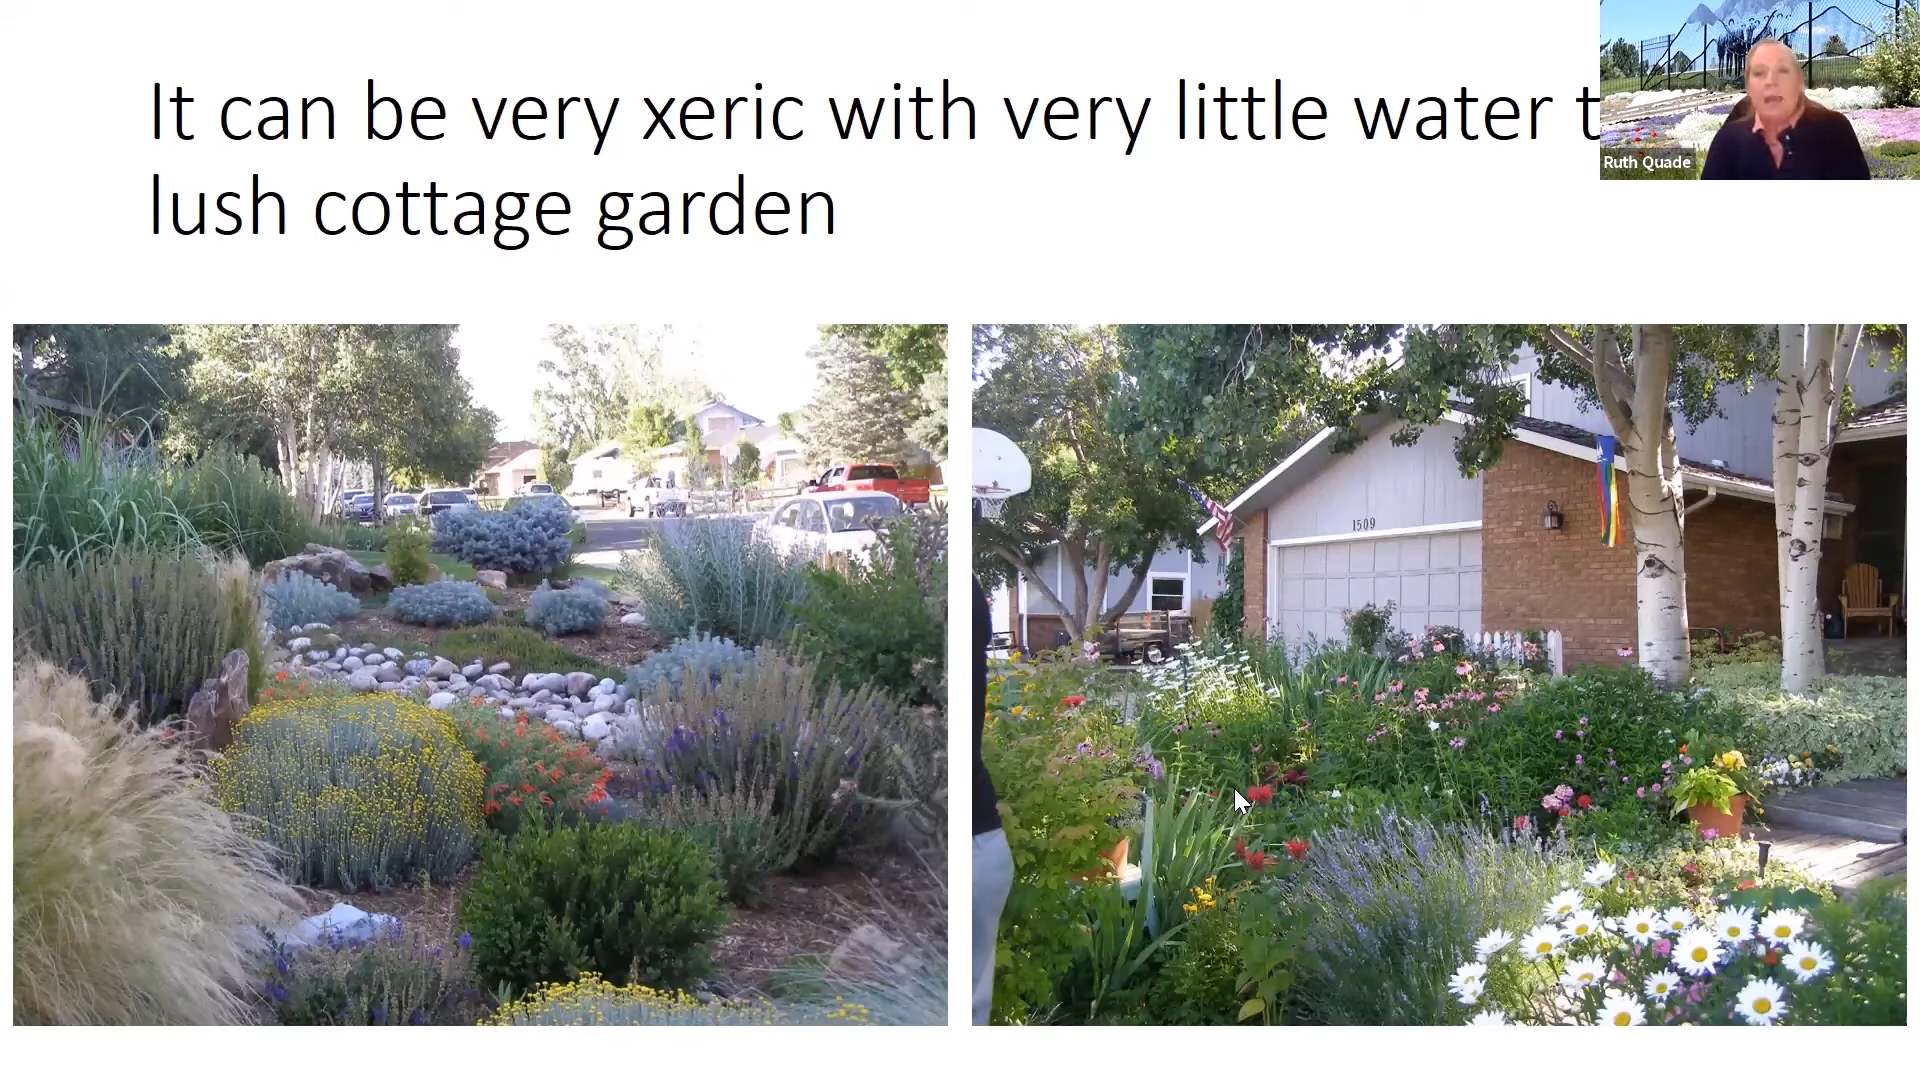 It can be very xeric with very little water t
lush cottage garden
Ruth Quade
1509